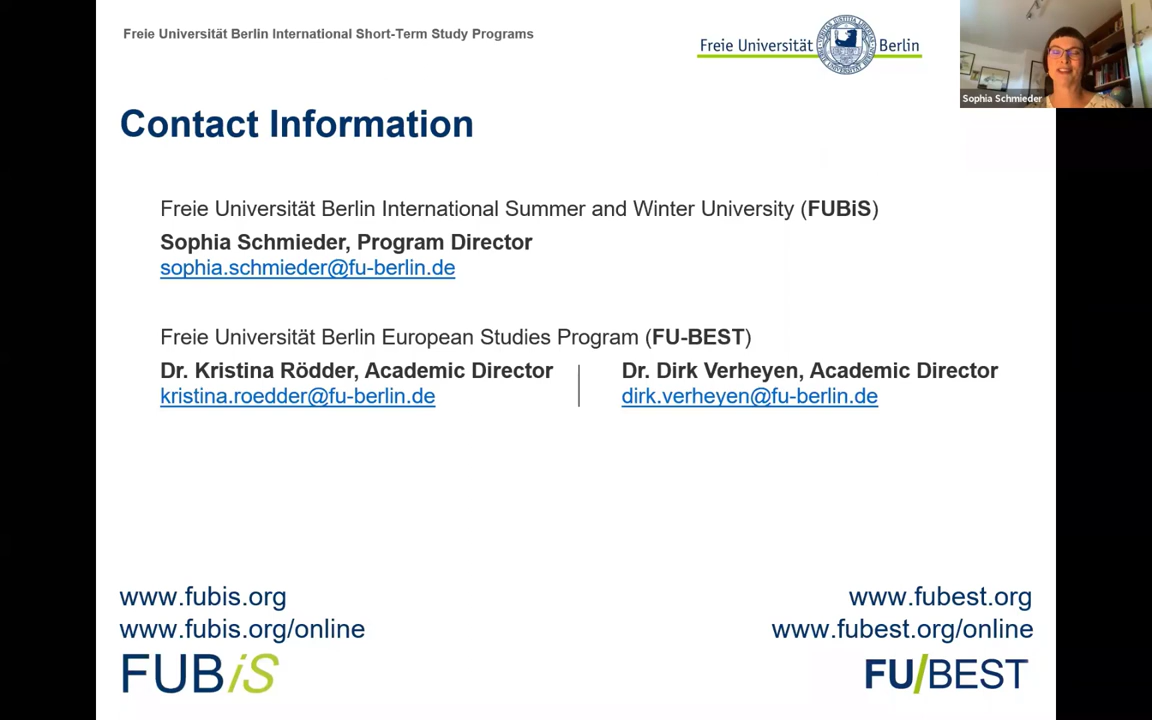 Freie Universität Berlin International Short-Term Study Programs
Freie Universität Berlin
Sophia Schmieder
Contact Information
Freie Universität Berlin International Summer and Winter University (FUBiS)
Sophia Schmieder, Program Director
sophia.schmieder@fu-berlin.de
Freie Universität Berlin European Studies Program (FU-BEST)
Dr. Kristina Rödder, Academic Director
kristina.roedder@fu-berlin.de
Dr. Dirk Verheyen, Academic Director
dirk.verheyen@fu-berlin.de
www.fubis.org
www.fubis.org/online
FUBiS
www.fubest.org
www.fubest.org/online
FU/BEST